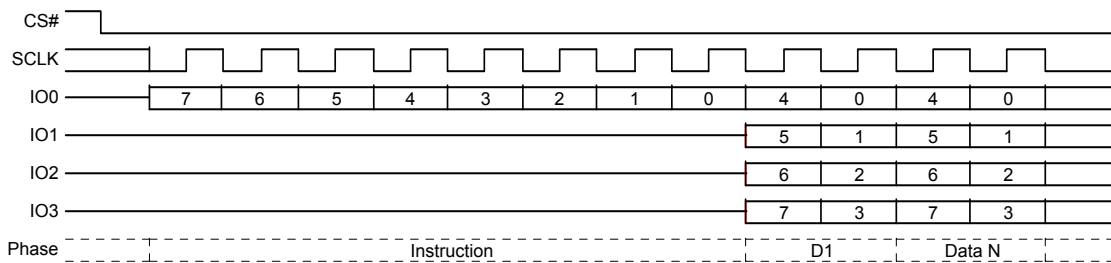 CS#
SCLK
IO0 7 6 5 4 3 2 1 0 4 0 4 0
IO1 5 1 5 1
IO2 6 2 6 2
IO3 7 3 7 3
Phase Instruction D1 Data N